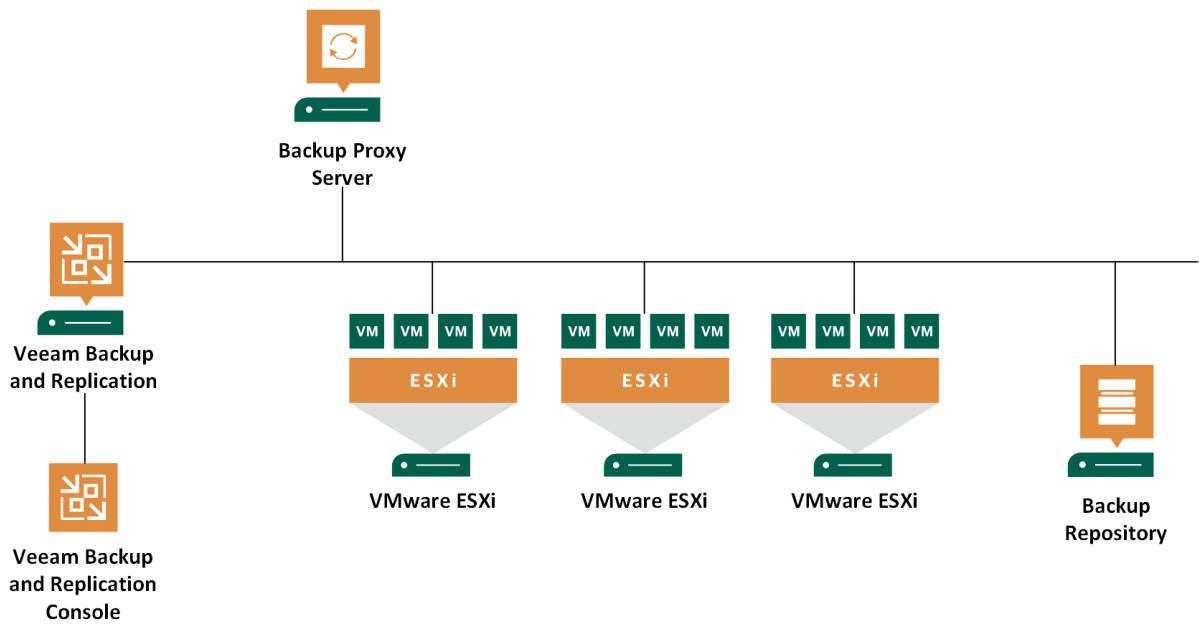 Backup Proxy
Server
Veeam Backup
and Replication
VM VM VM VM
ESXi
VMware ESXi
VM VM VM VM
ESXi
VMware ESXi
VM VM VM VM
ESXi
VMware ESXi
Backup
Repository
Veeam Backup
and Replication
Console